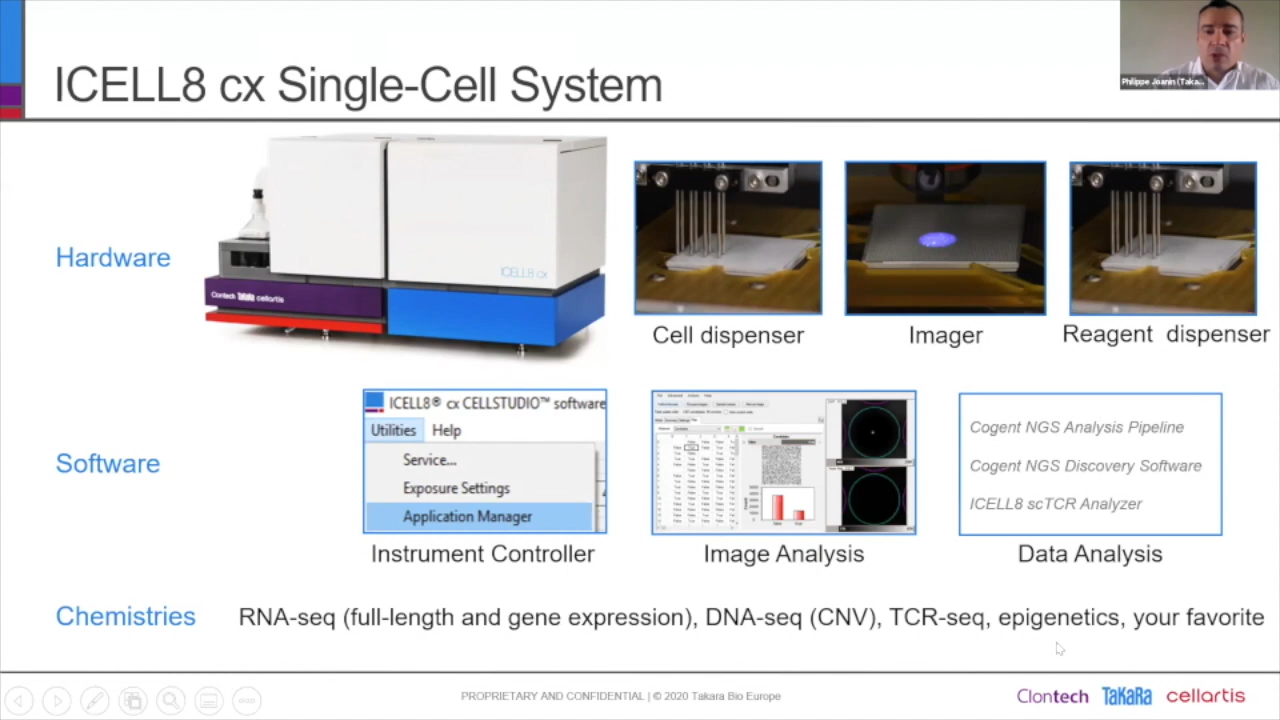 ICELL8 cx Single-Cell System
Philippe Joanin (Taka...
Hardware
ICELL8 cx
Clontech TaKaRa cellartis
Cell dispenser
Imager
Reagent dispenser
Software
ICELL8® cx CELLSTUDIO™ software
Utilities Help
Service...
Exposure Settings
Application Manager
Instrument Controller
Image Analysis
Cogent NGS Analysis Pipeline
Cogent NGS Discovery Software
ICELL8 scTCR Analyzer
Data Analysis
Chemistries
RNA-seq (full-length and gene expression), DNA-seq (CNV), TCR-seq, epigenetics, your favorite
PROPRIETARY AND CONFIDENTIAL | © 2020 Takara Bio Europe
Clontech TaKaRa cellartis